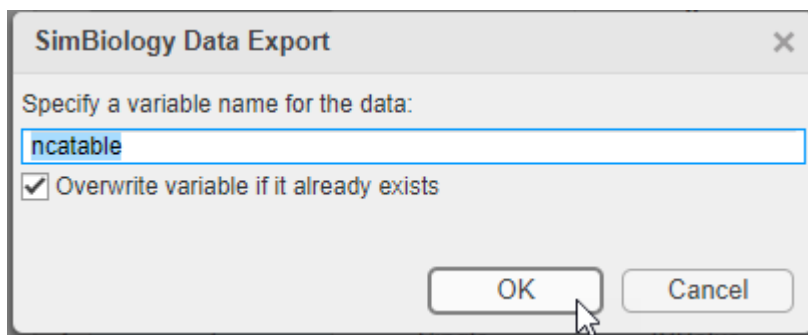 SimBiology Data Export
Specify a variable name for the data:
ncatable
Overwrite variable if it already exists
OK Cancel